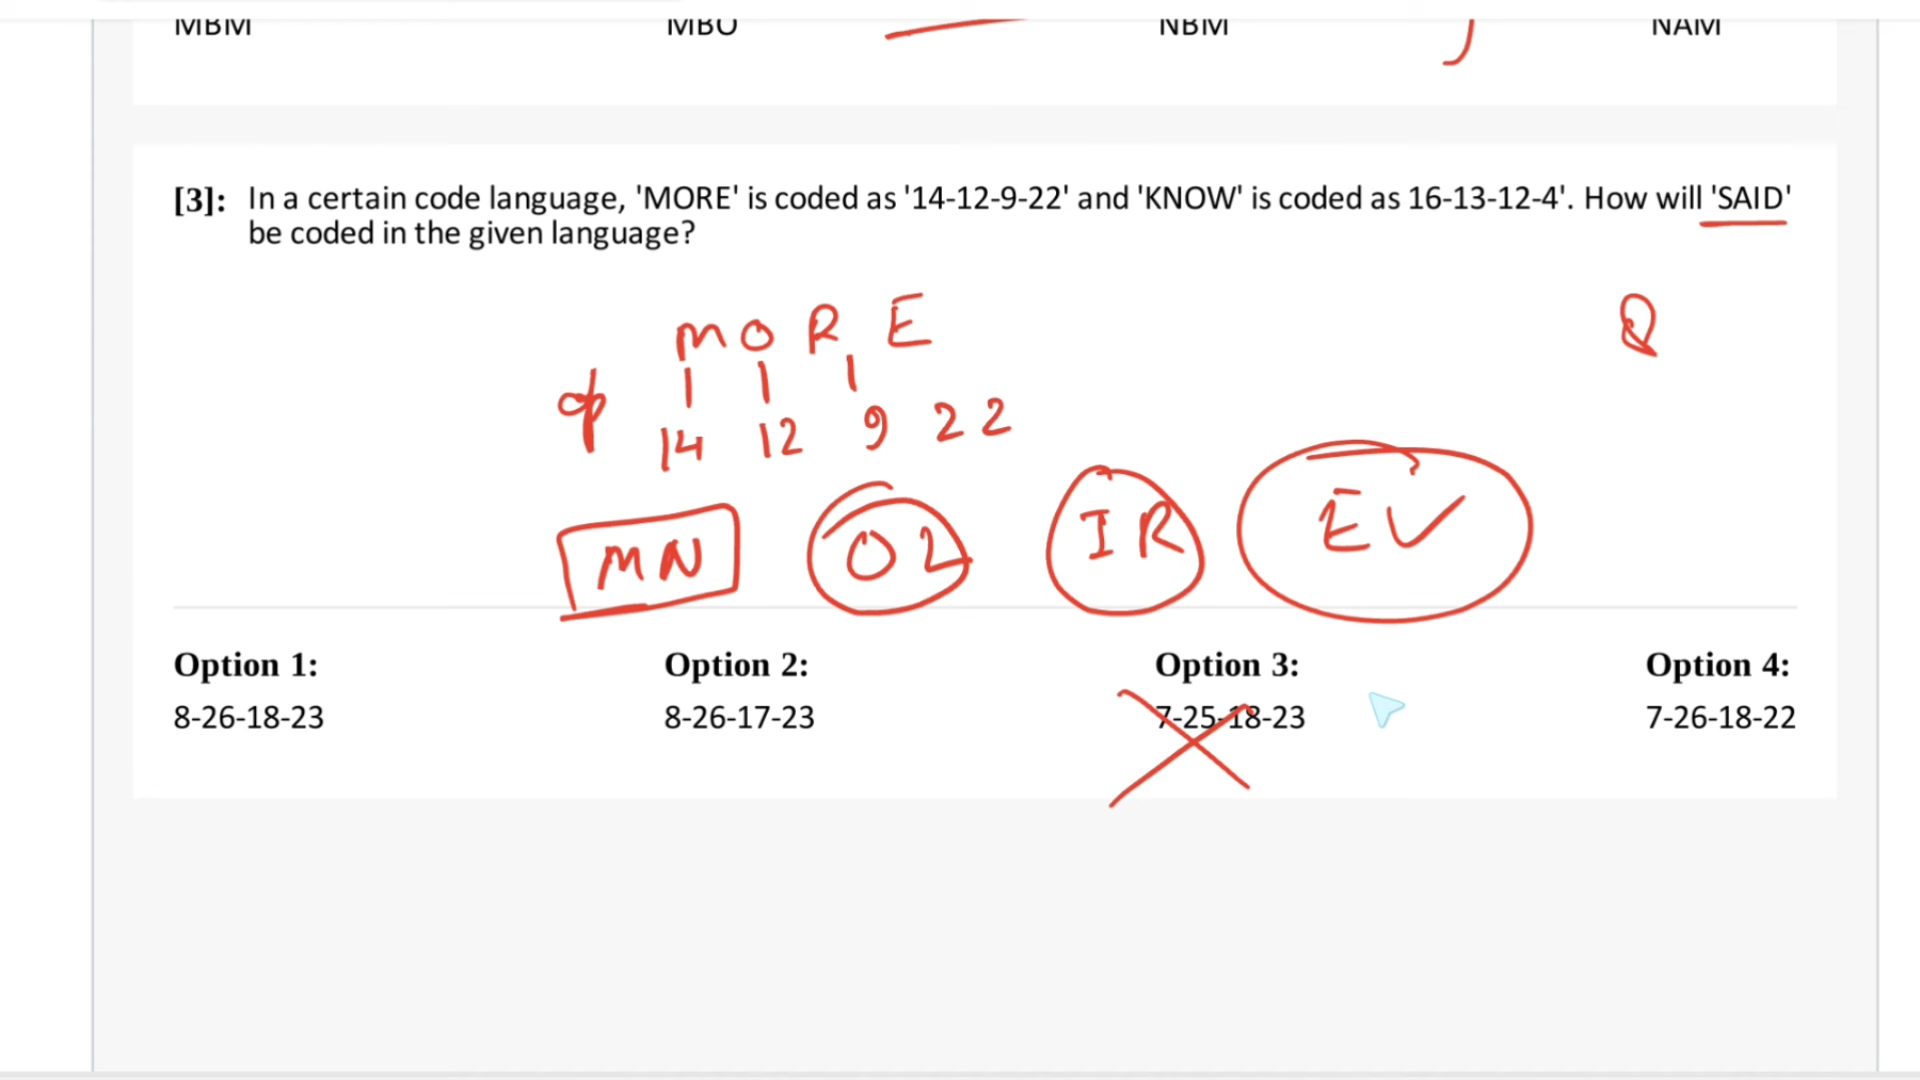 MBM MBO NBM NAM
[3]: In a certain code language, 'MORE' is coded as '14-12-9-22' and 'KNOW' is coded as 16-13-12-4'. How will 'SAID'
be coded in the given language?
M O R E
op 14 12 9 22
MN OL IR EV
Option 1: Option 2: Option 3: Option 4:
8-26-18-23 8-26-17-23 7-25-18-23 7-26-18-22